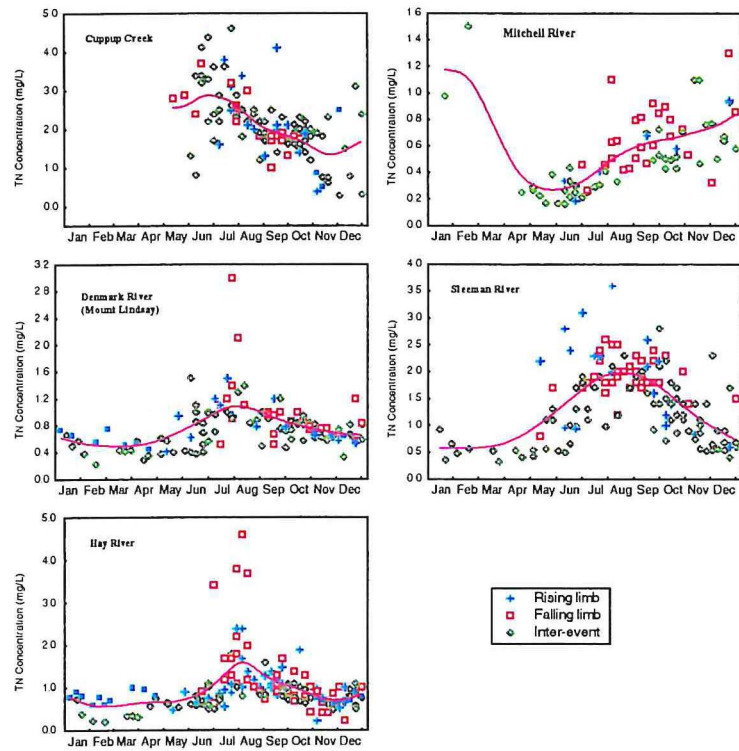 Cuppup Creek
TN Concentration (mg/L)
5.0
4.0
3.0
2.0
1.0
0.0
Jan Feb Mar Apr May Jun Jul Aug Sep Oct Nov Dec
Mitchell River
TN Concentration (mg/L)
1.6
1.4
1.2
1.0
0.8
0.6
0.4
0.2
0.0
Jan Feb Mar Apr May Jun Jul Aug Sep Oct Nov Dec
Denmark River
(Mount Lindsay)
TN Concentration (mg/L)
3.2
2.8
2.4
2.0
1.6
1.2
0.8
0.4
0.0
Jan Feb Mar Apr May Jun Jul Aug Sep Oct Nov Dec
Sleeman River
TN Concentration (mg/L)
4.0
3.5
3.0
2.5
2.0
1.5
1.0
0.5
0.0
Jan Feb Mar Apr May Jun Jul Aug Sep Oct Nov Dec
Hay River
TN Concentration (mg/L)
5.0
4.0
3.0
2.0
1.0
0.0
Jan Feb Mar Apr May Jun Jul Aug Sep Oct Nov Dec
Rising limb
Falling limb
Inter-event